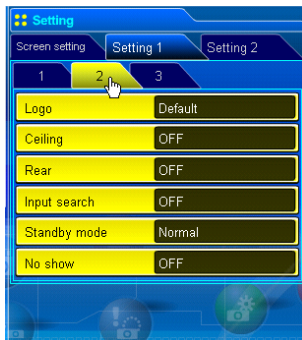 Setting
Screen setting Setting 1 Setting 2
1 2 3
Logo Default
Ceiling OFF
Rear OFF
Input search OFF
Standby mode Normal
No show OFF